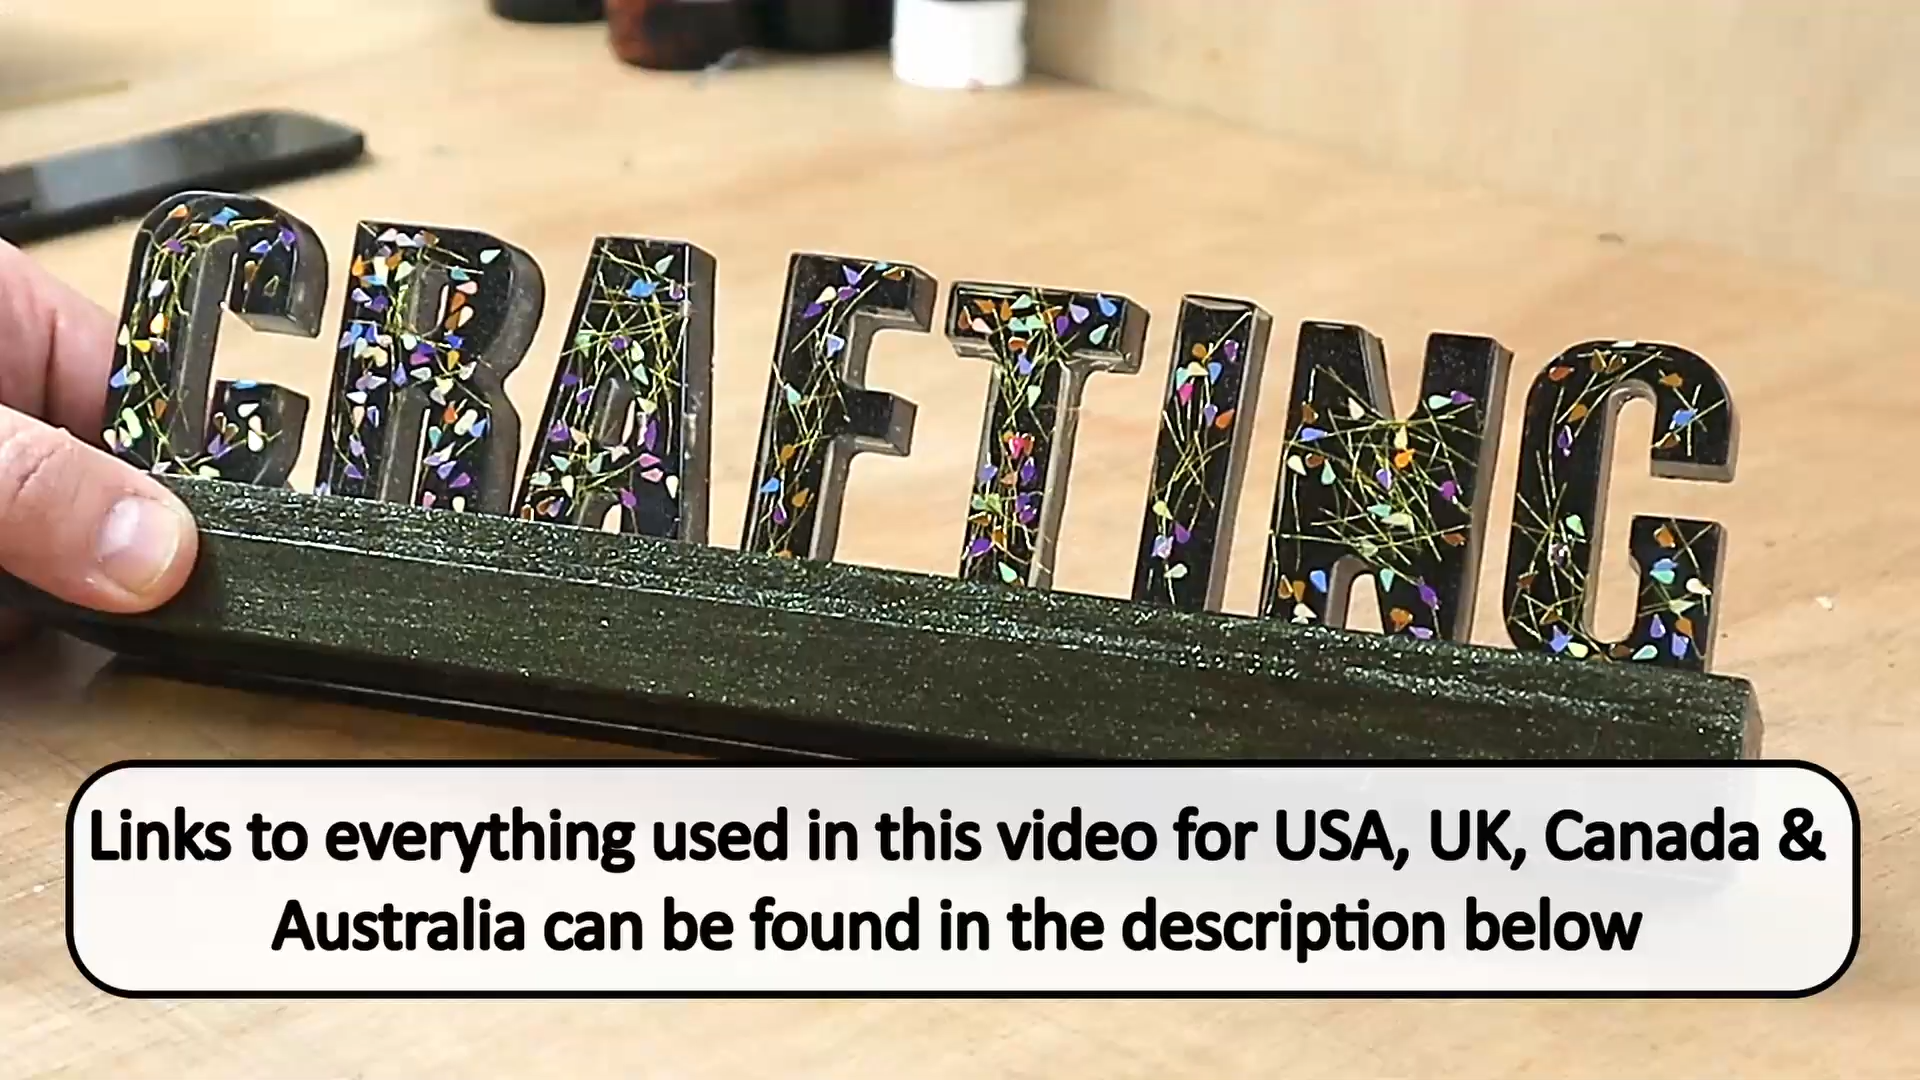 CRAFTING
Links to everything used in this video for USA, UK, Canada &
Australia can be found in the description below